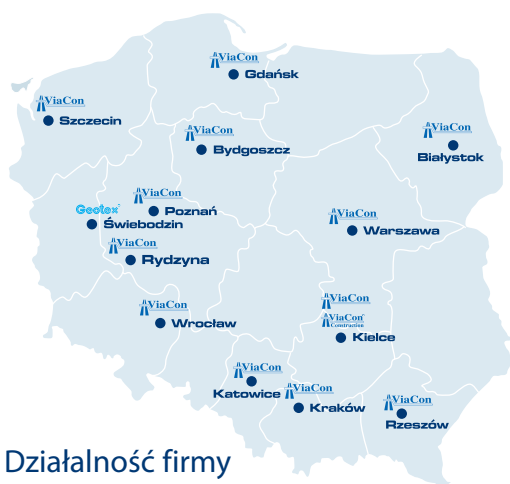 ViaCon
Gdańsk
ViaCon
Szczecin
ViaCon
Bydgoszcz
ViaCon
Białystok
ViaCon
Poznań
Geotex
Świebodzin
ViaCon
Warszawa
ViaCon
Rydzyna
ViaCon
Wrocław
ViaCon
ViaCon
Construction
Kielce
ViaCon
Katowice
ViaCon
Kraków
ViaCon
Rzeszów
Działalność firmy